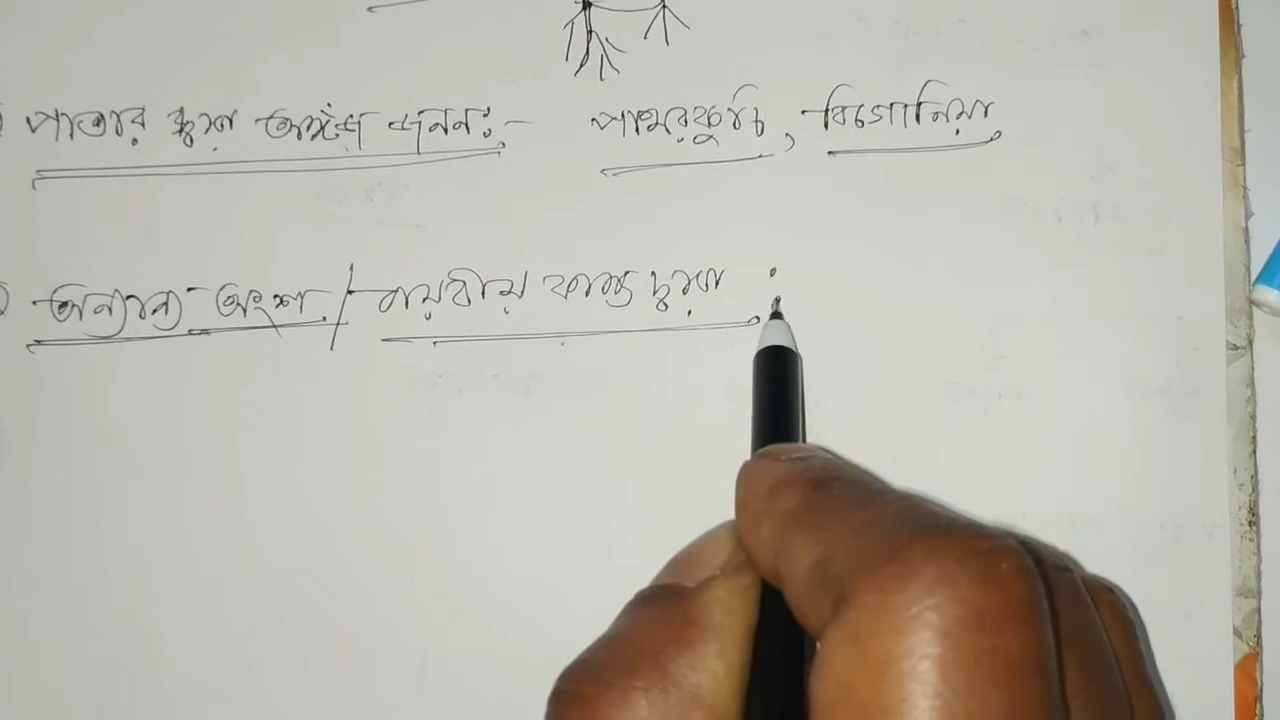 পাতার দ্বারা অঙ্গজ জনন:- পাথরকুচি, বিগোনিয়া
অন্যান্য অংশ / বায়বীয় কান্ড দ্বারা :